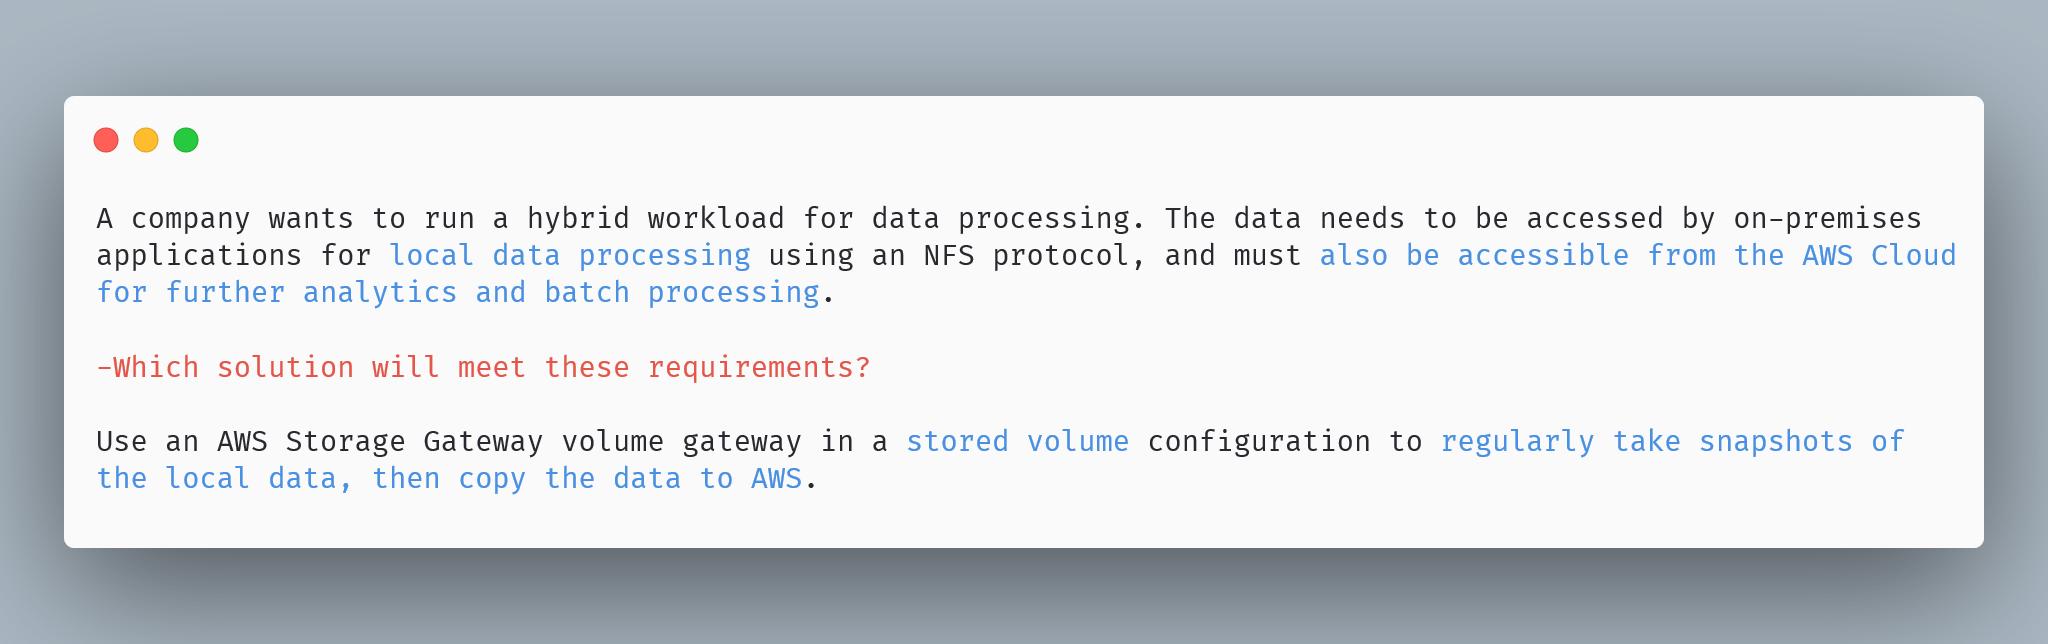 A company wants to run a hybrid workload for data processing. The data needs to be accessed by on-premises
applications for local data processing using an NFS protocol, and must also be accessible from the AWS Cloud
for further analytics and batch processing.
-Which solution will meet these requirements?
Use an AWS Storage Gateway volume gateway in a stored volume configuration to regularly take snapshots of
the local data, then copy the data to AWS.